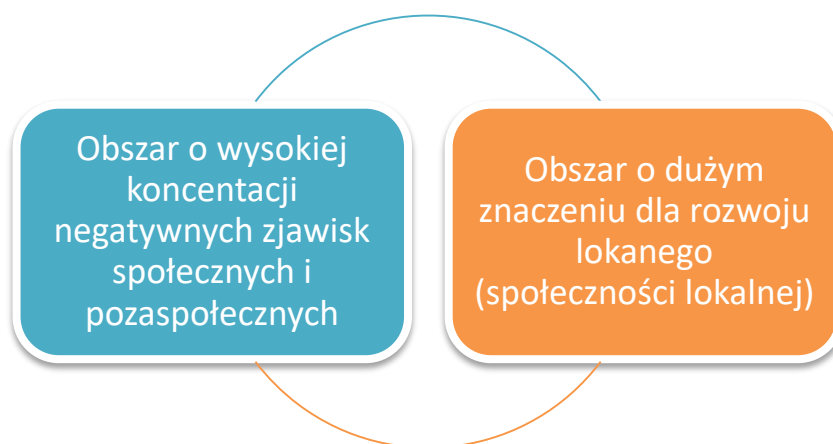 Obszar o wysokiej
koncentacji
negatywnych zjawisk
społecznych i
pozaspołecznych
Obszar o dużym
znaczeniu dla rozwoju
lokanego
(społeczności lokalnej)